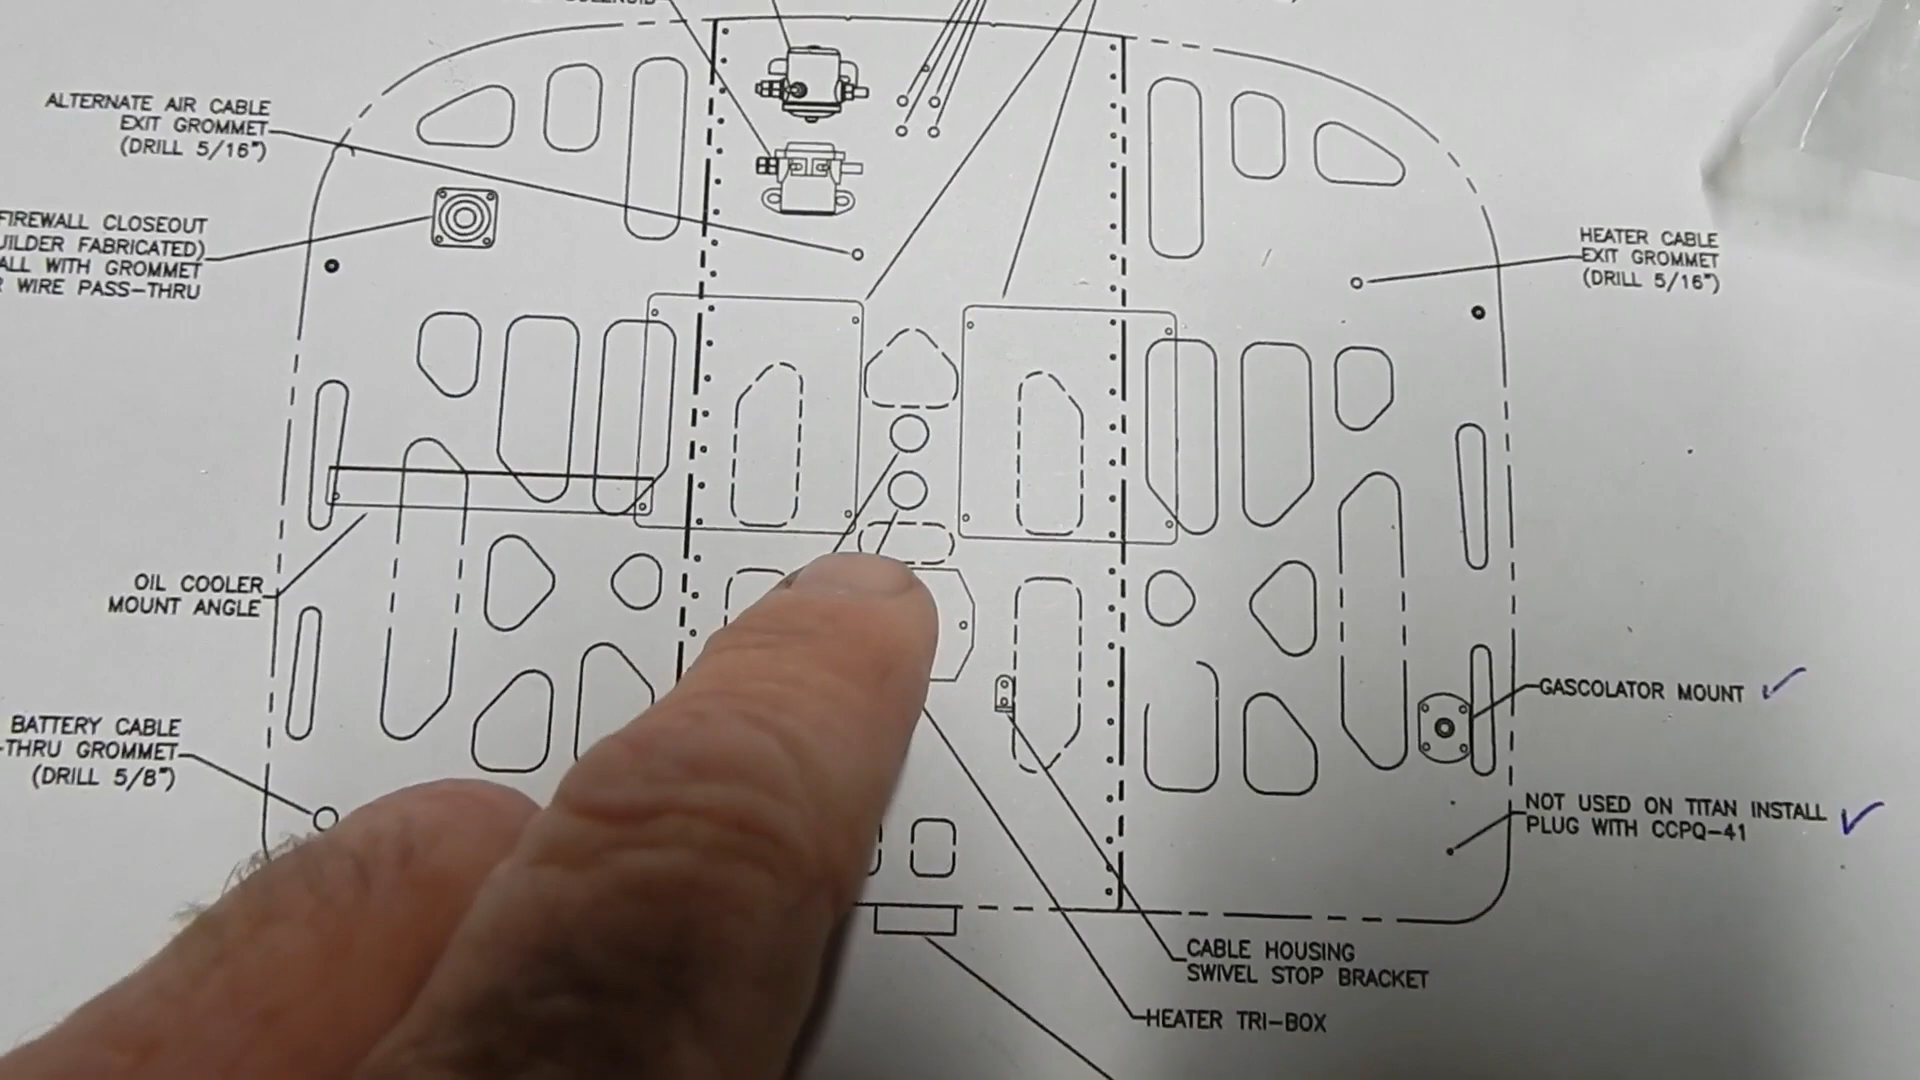 SOLENOID
ALTERNATE AIR CABLE
EXIT GROMMET
(DRILL 5/16")
FIREWALL CLOSEOUT
UILDER FABRICATED)
ALL WITH GROMMET
WIRE PASS-THRU
HEATER CABLE
EXIT GROMMET
(DRILL 5/16")
OIL COOLER
MOUNT ANGLE
BATTERY CABLE
-THRU GROMMET
(DRILL 5/8")
GASCOLATOR MOUNT
NOT USED ON TITAN INSTALL
PLUG WITH CCPQ-41
CABLE HOUSING
SWIVEL STOP BRACKET
HEATER TRI-BOX